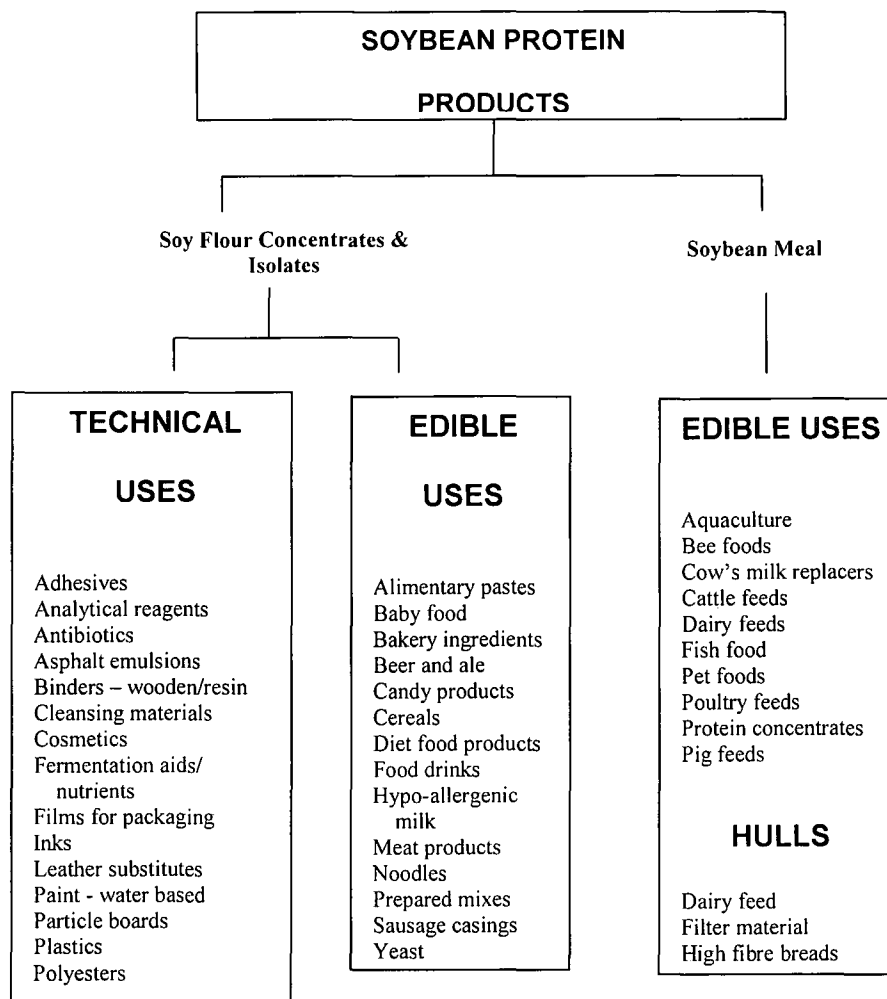 SOYBEAN PROTEIN
PRODUCTS
Soy Flour Concentrates &
Isolates
Soybean Meal
TECHNICAL
USES
Adhesives
Analytical reagents
Antibiotics
Asphalt emulsions
Binders – wooden/resin
Cleansing materials
Cosmetics
Fermentation aids/
nutrients
Films for packaging
Inks
Leather substitutes
Paint - water based
Particle boards
Plastics
Polyesters
EDIBLE
USES
Alimentary pastes
Baby food
Bakery ingredients
Beer and ale
Candy products
Cereals
Diet food products
Food drinks
Hypo-allergenic
milk
Meat products
Noodles
Prepared mixes
Sausage casings
Yeast
EDIBLE USES
Aquaculture
Bee foods
Cow's milk replacers
Cattle feeds
Dairy feeds
Fish food
Pet foods
Poultry feeds
Protein concentrates
Pig feeds
HULLS
Dairy feed
Filter material
High fibre breads